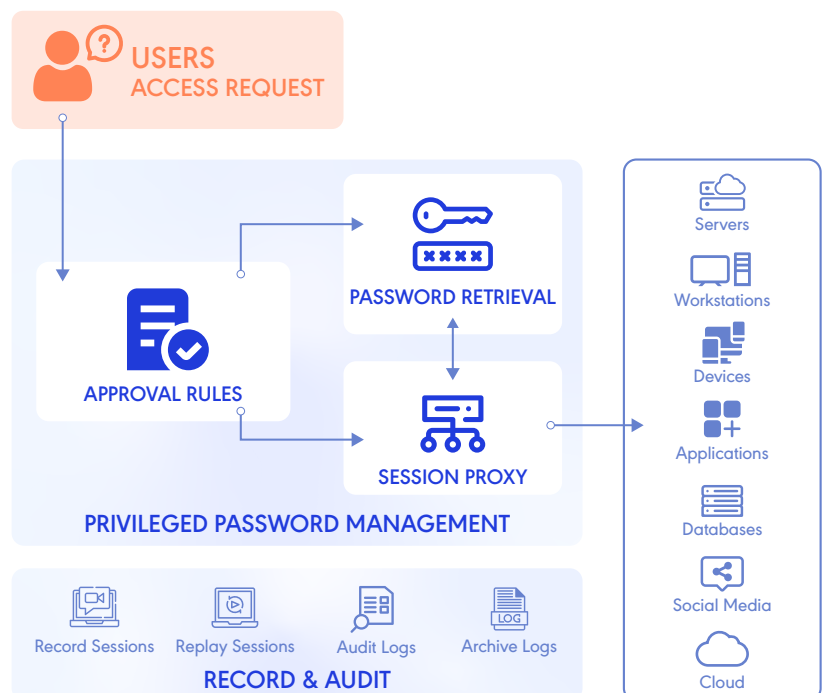 ?
USERS
ACCESS REQUEST
PASSWORD RETRIEVAL
APPROVAL RULES
SESSION PROXY
PRIVILEGED PASSWORD MANAGEMENT
Servers
Workstations
Devices
Applications
Databases
Social Media
Cloud
LOG
Record Sessions
Replay Sessions
Audit Logs
Archive Logs
RECORD & AUDIT